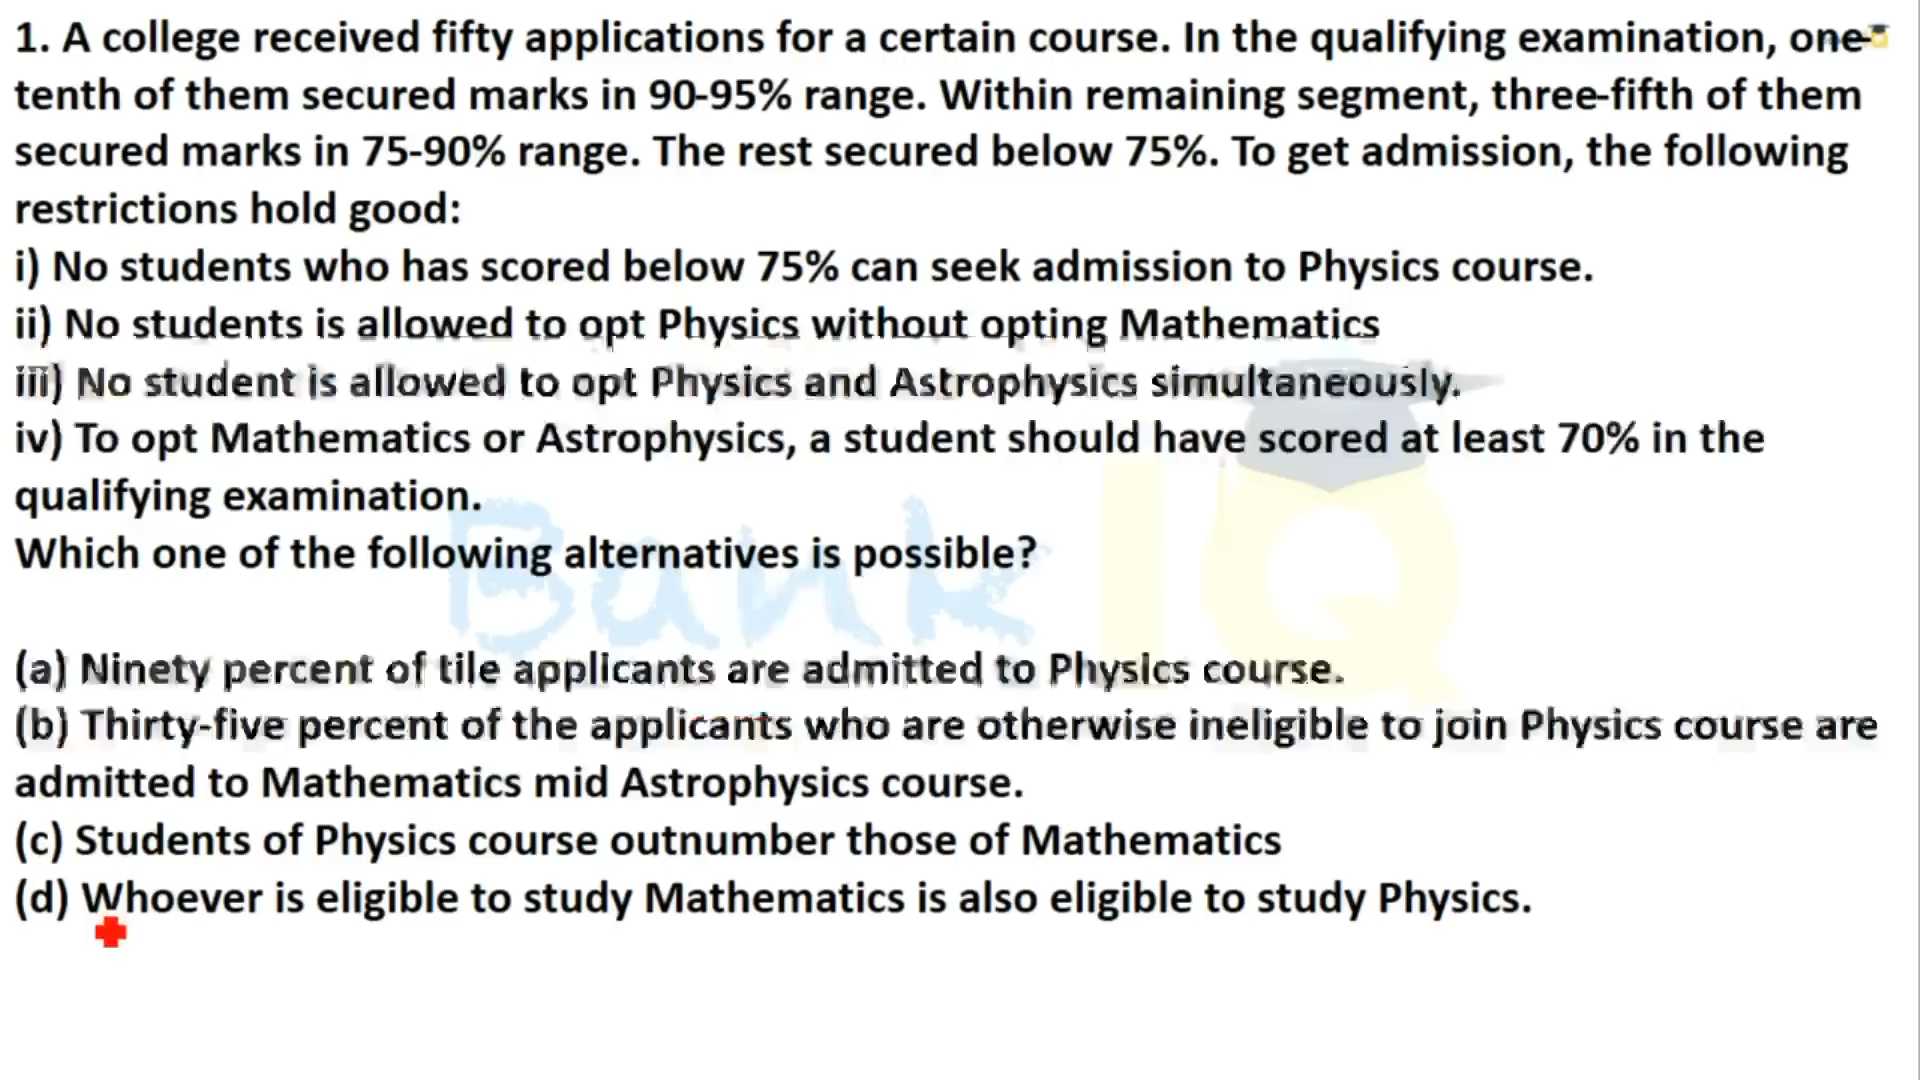 1. A college received fifty applications for a certain course. In the qualifying examination, one-
tenth of them secured marks in 90-95% range. Within remaining segment, three-fifth of them
secured marks in 75-90% range. The rest secured below 75%. To get admission, the following
restrictions hold good:
i) No students who has scored below 75% can seek admission to Physics course.
ii) No students is allowed to opt Physics without opting Mathematics
iii) No student is allowed to opt Physics and Astrophysics simultaneously.
iv) To opt Mathematics or Astrophysics, a student should have scored at least 70% in the
qualifying examination.
Which one of the following alternatives is possible?
Bank IQ
(a) Ninety percent of tile applicants are admitted to Physics course.
(b) Thirty-five percent of the applicants who are otherwise ineligible to join Physics course are
admitted to Mathematics mid Astrophysics course.
(c) Students of Physics course outnumber those of Mathematics
(d) Whoever is eligible to study Mathematics is also eligible to study Physics.